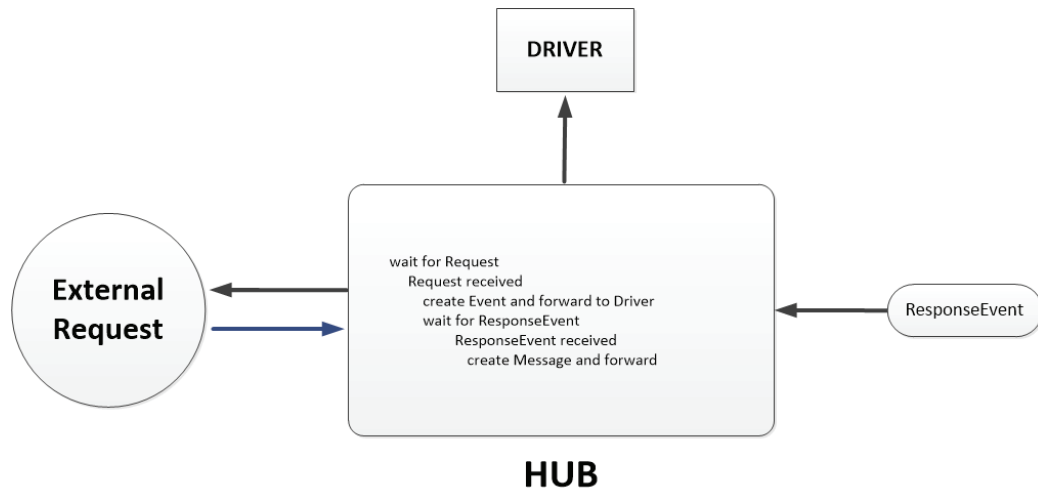 DRIVER
External
Request
wait for Request
Request received
create Event and forward to Driver
wait for ResponseEvent
ResponseEvent received
create Message and forward
ResponseEvent
HUB